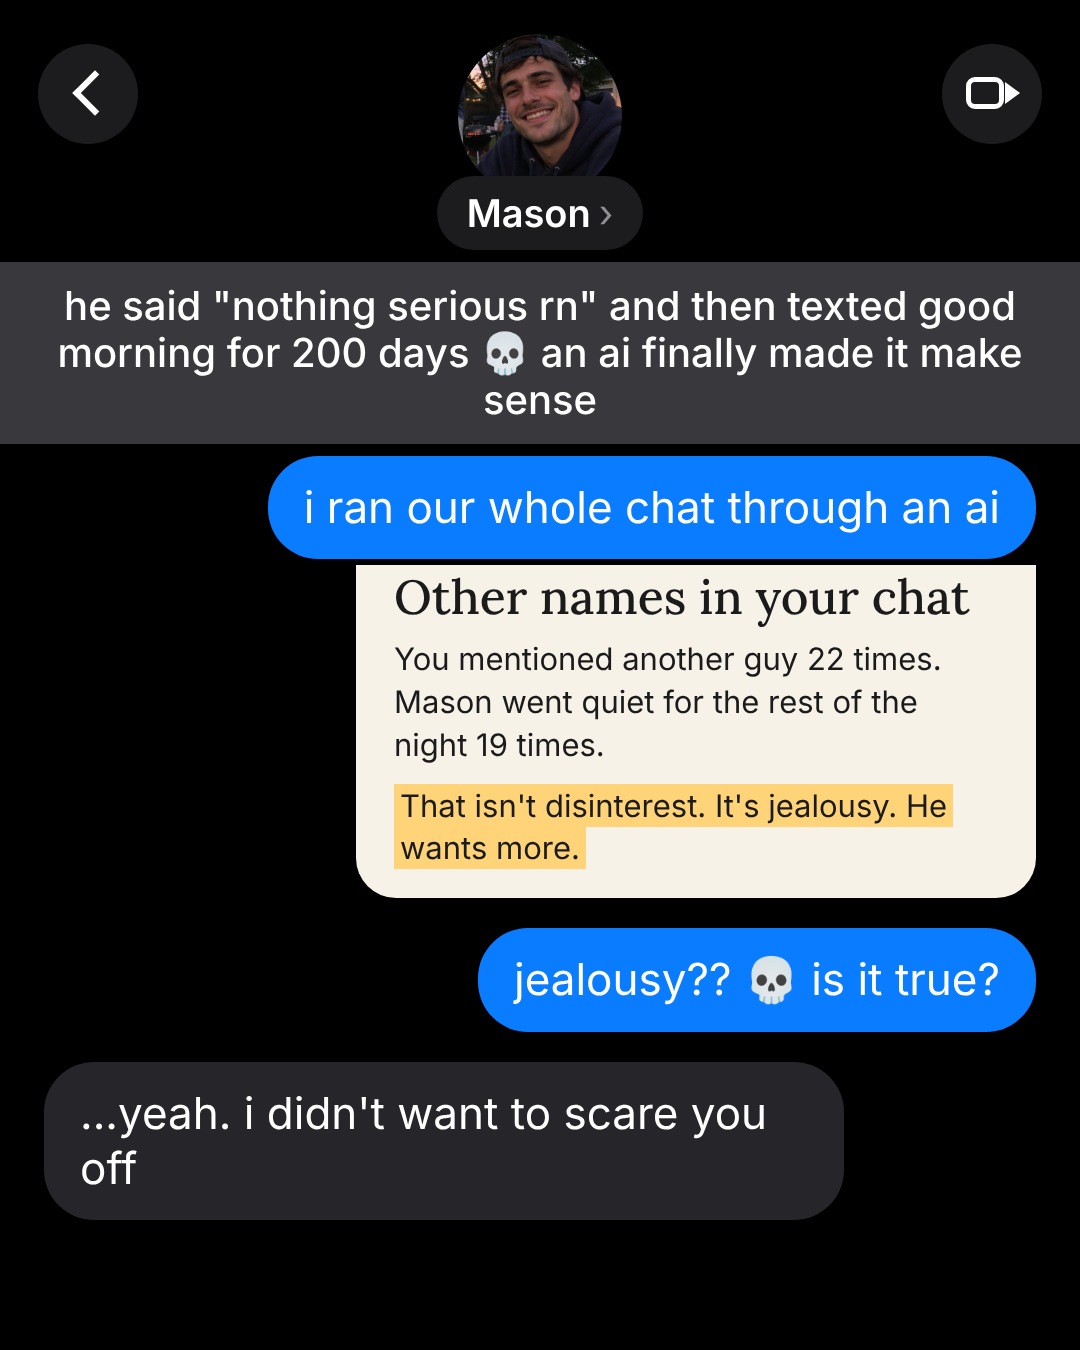 Mason ›
he said "nothing serious rn" and then texted good
morning for 200 days 💀 an ai finally made it make
sense
i ran our whole chat through an ai
Other names in your chat
You mentioned another guy 22 times.
Mason went quiet for the rest of the
night 19 times.
That isn't disinterest. It's jealousy. He
wants more.
jealousy?? 💀 is it true?
...yeah. i didn't want to scare you
off